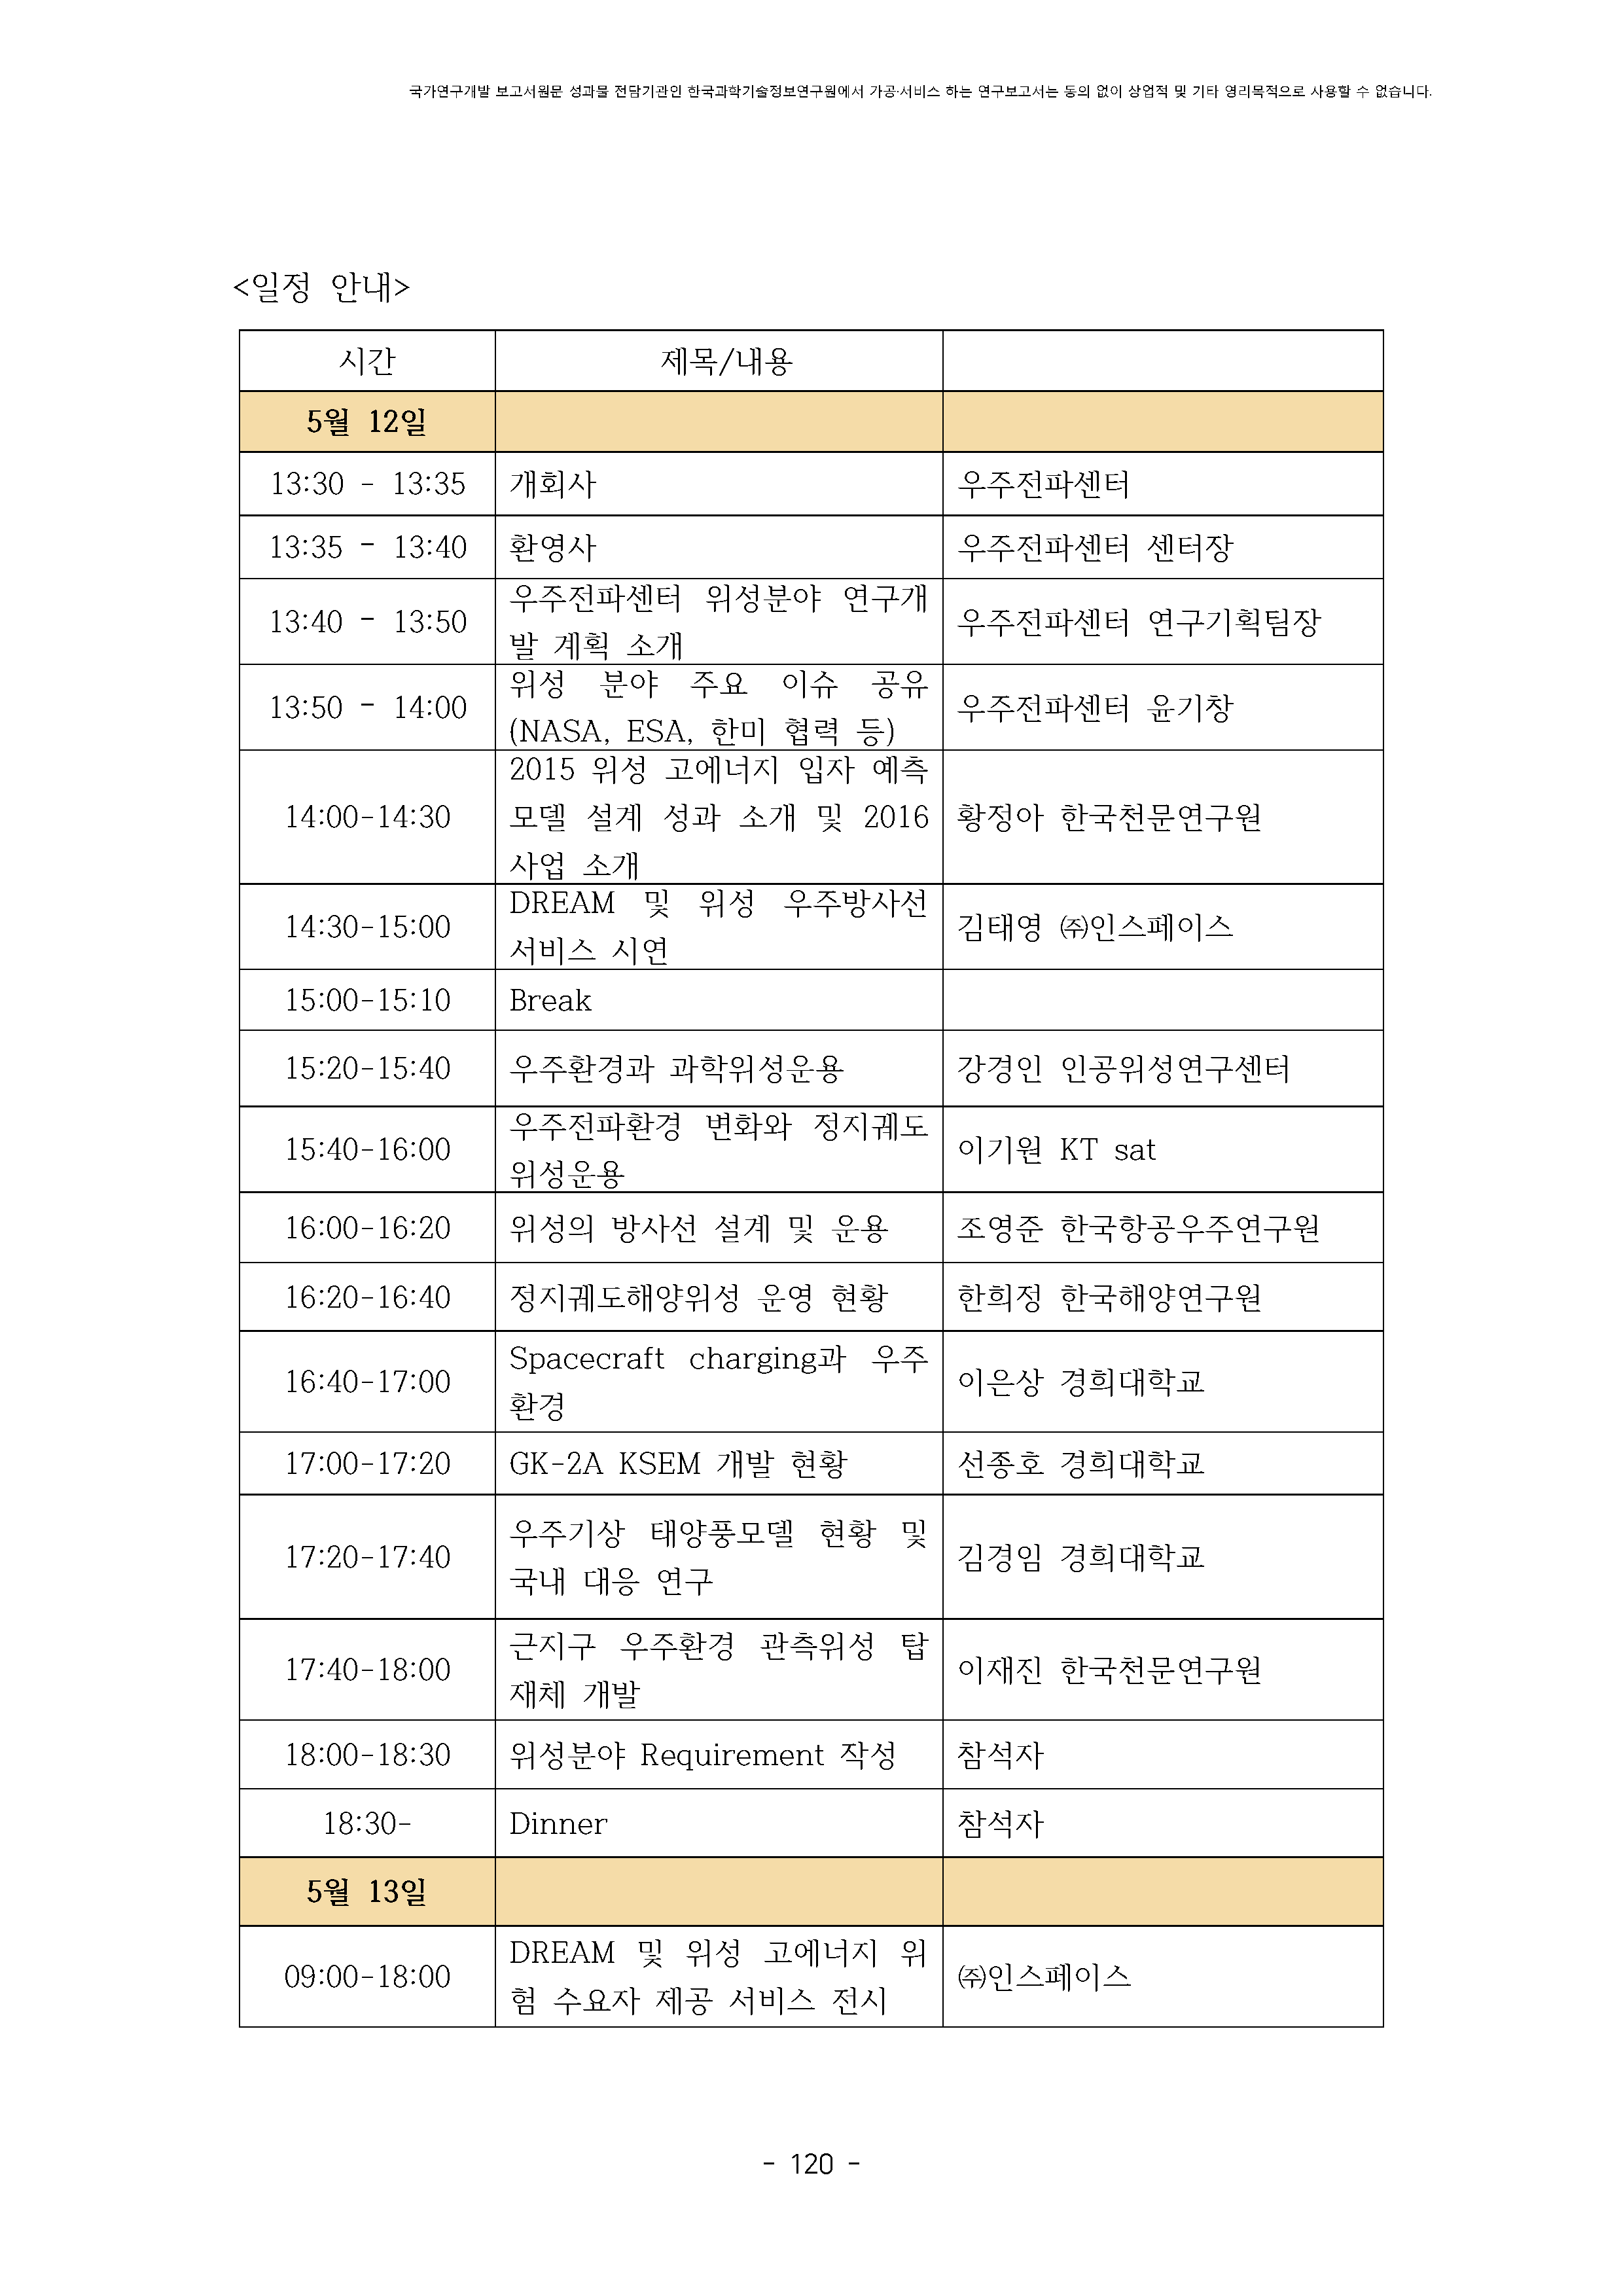 국가연구개발 보고서원문 성과물 전담기관인 한국과학기술정보연구원에서 가공·서비스 하는 연구보고서는 동의 없이 상업적 및 기타 영리목적으로 사용할 수 없습니다.
<일정 안내>
시간 제목/내용
5월 12일
13:30 - 13:35 개회사 우주전파센터
13:35 - 13:40 환영사 우주전파센터 센터장
13:40 - 13:50 우주전파센터 위성분야 연구개
발 계획 소개 우주전파센터 연구기획팀장
13:50 - 14:00 위성 분야 주요 이슈 공유
(NASA, ESA, 한미 협력 등) 우주전파센터 윤기창
14:00-14:30 2015 위성 고에너지 입자 예측
모델 설계 성과 소개 및 2016
사업 소개 황정아 한국천문연구원
14:30-15:00 DREAM 및 위성 우주방사선
서비스 시연 김태영 ㈜인스페이스
15:00-15:10 Break
15:20-15:40 우주환경과 과학위성운용 강경인 인공위성연구센터
15:40-16:00 우주전파환경 변화와 정지궤도
위성운용 이기원 KT sat
16:00-16:20 위성의 방사선 설계 및 운용 조영준 한국항공우주연구원
16:20-16:40 정지궤도해양위성 운영 현황 한희정 한국해양연구원
16:40-17:00 Spacecraft charging과 우주
환경 이은상 경희대학교
17:00-17:20 GK-2A KSEM 개발 현황 선종호 경희대학교
17:20-17:40 우주기상 태양풍모델 현황 및
국내 대응 연구 김경임 경희대학교
17:40-18:00 근지구 우주환경 관측위성 탑
재체 개발 이재진 한국천문연구원
18:00-18:30 위성분야 Requirement 작성 참석자
18:30- Dinner 참석자
5월 13일
09:00-18:00 DREAM 및 위성 고에너지 위
험 수요자 제공 서비스 전시 ㈜인스페이스
- 120 -